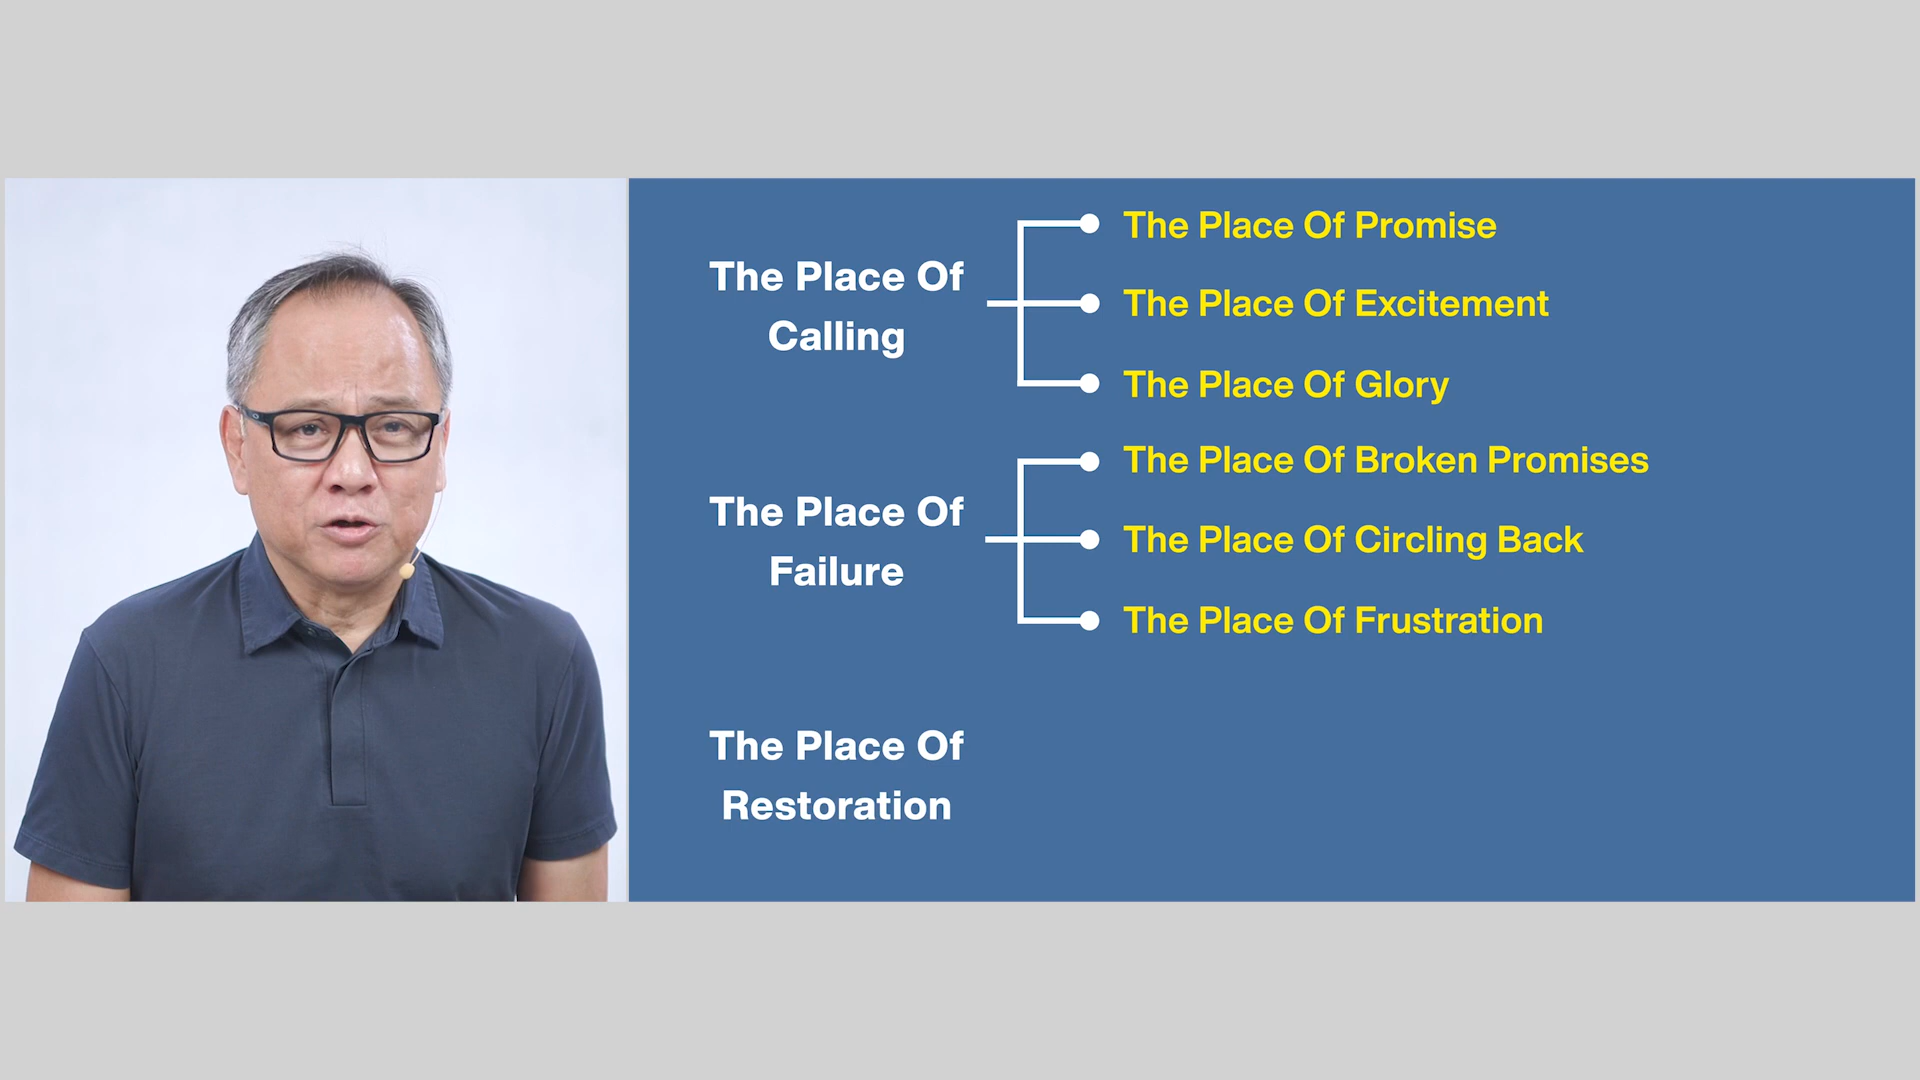 The Place Of
Calling
The Place Of Promise
The Place Of Excitement
The Place Of Glory
The Place Of
Failure
The Place Of Broken Promises
The Place Of Circling Back
The Place Of Frustration
The Place Of
Restoration